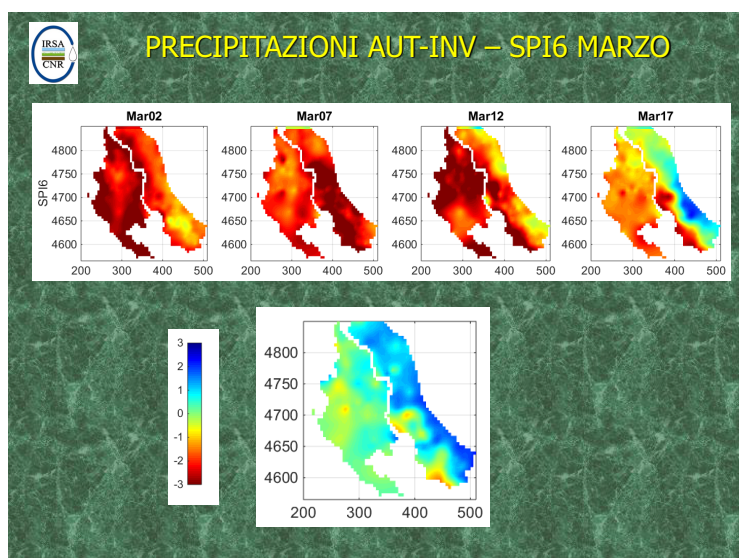 IRSA
CNR
PRECIPITAZIONI AUT-INV – SPI6 MARZO
Mar02 Mar07 Mar12 Mar17
SPI6
4800 4800 4800 4800
4750 4750 4750 4750
4700 4700 4700 4700
4650 4650 4650 4650
4600 4600 4600 4600
200 300 400 500 200 300 400 500 200 300 400 500 200 300 400 500
3
2
1
0
-1
-2
-3
4800
4750
4700
4650
4600
200 300 400 500